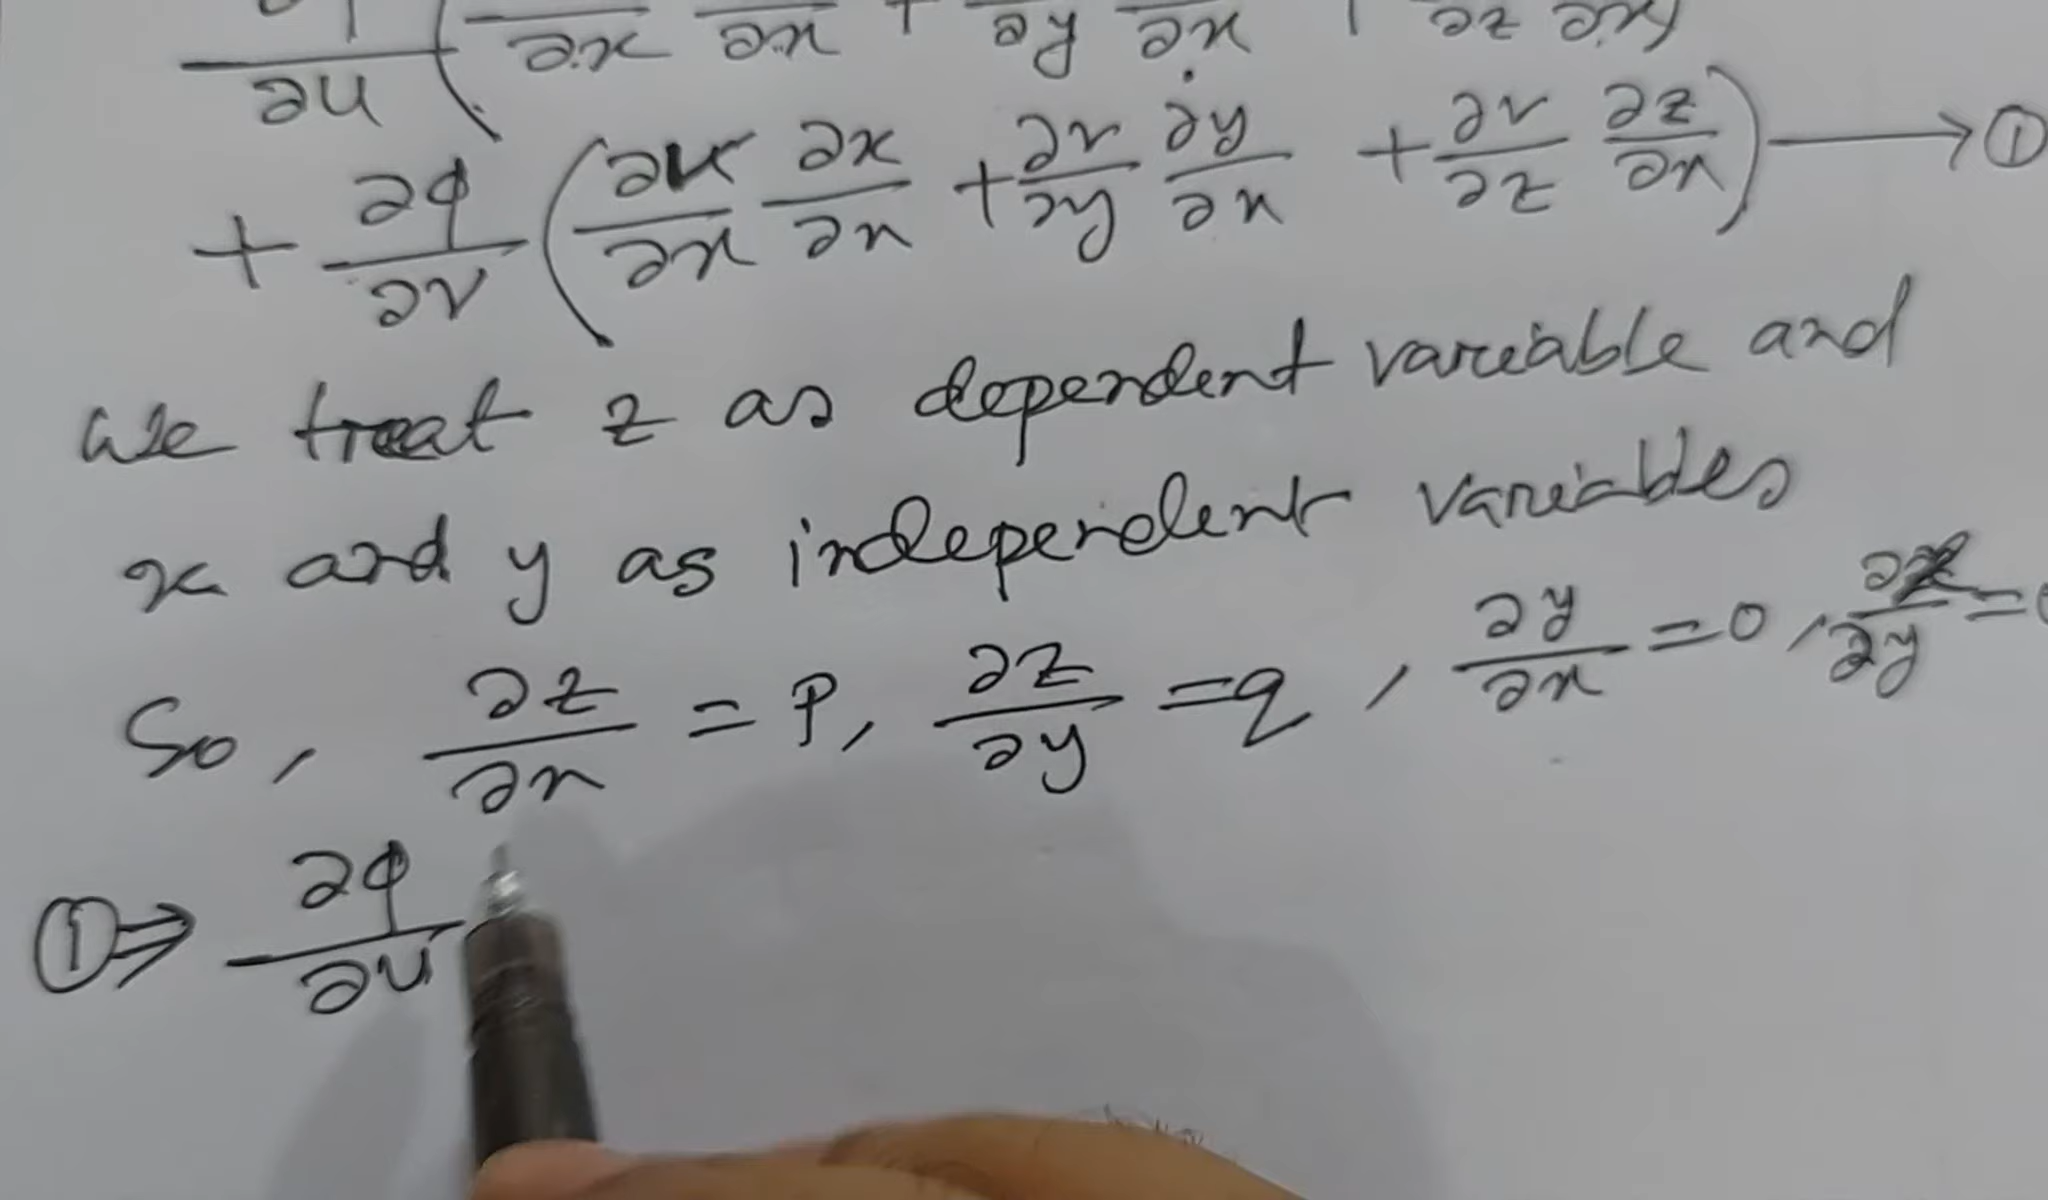 ∂u ( ∂x ∂x + ∂y ∂x ∂z ∂x
+ ∂φ/∂v (∂v/∂x ∂x/∂x + ∂v/∂y ∂y/∂x + ∂v/∂z ∂z/∂x) → ①
We treat z as dependent variable and
x and y as independent variables
So, ∂z/∂x = p, ∂z/∂y = q, ∂y/∂x = 0, ∂x/∂y =
① ⇒ ∂φ/∂u